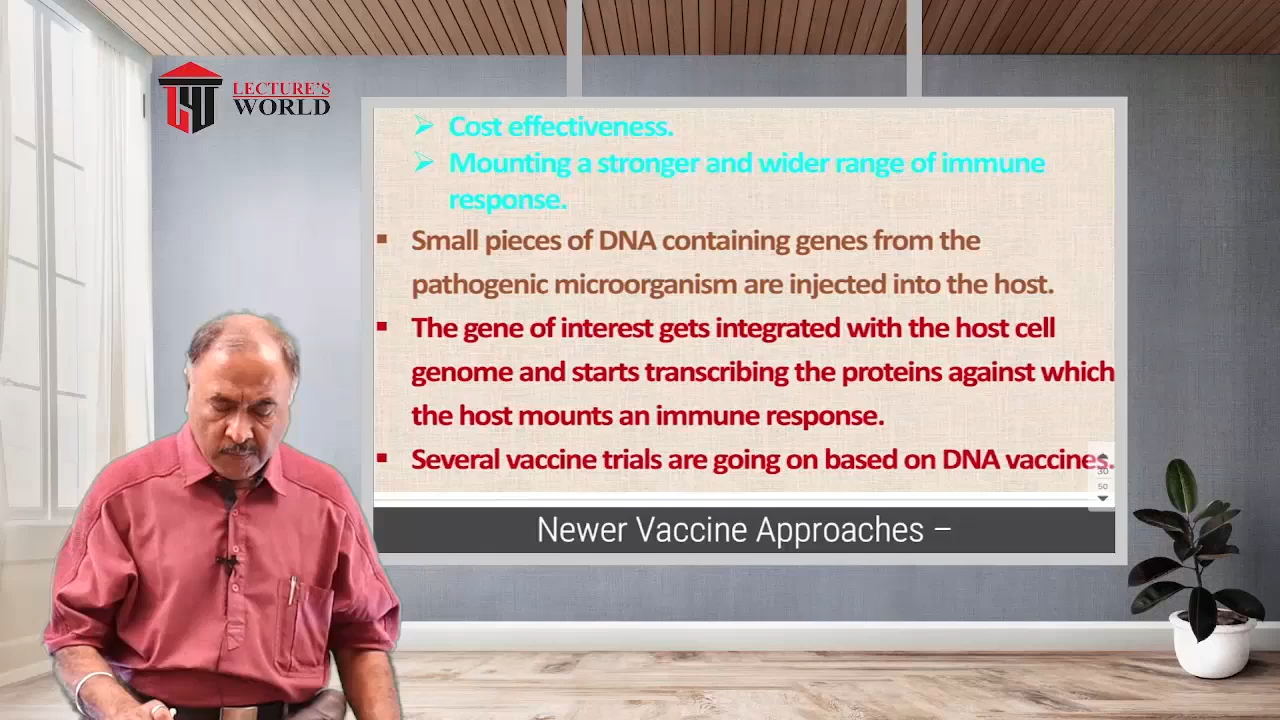 LECTURE'S
WORLD
➢ Cost effectiveness.
➢ Mounting a stronger and wider range of immune
response.
▪ Small pieces of DNA containing genes from the
pathogenic microorganism are injected into the host.
▪ The gene of interest gets integrated with the host cell
genome and starts transcribing the proteins against which
the host mounts an immune response.
▪ Several vaccine trials are going on based on DNA vaccines.
30
50
Newer Vaccine Approaches –